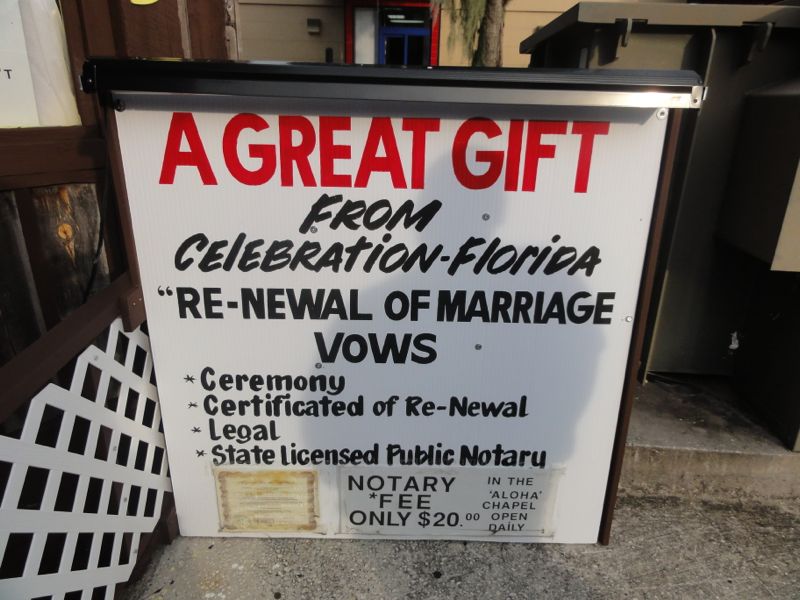 A GREAT GIFT
FROM
CELEBRATION-FloriDA
"RE-NEWAL OF MARRIAGE
VOWS
* Ceremony
* Certificated of Re-Newal
* Legal
* State Licensed Public Notary
NOTARY
*FEE
ONLY $20.00
IN THE
'ALOHA'
CHAPEL
OPEN
DAILY